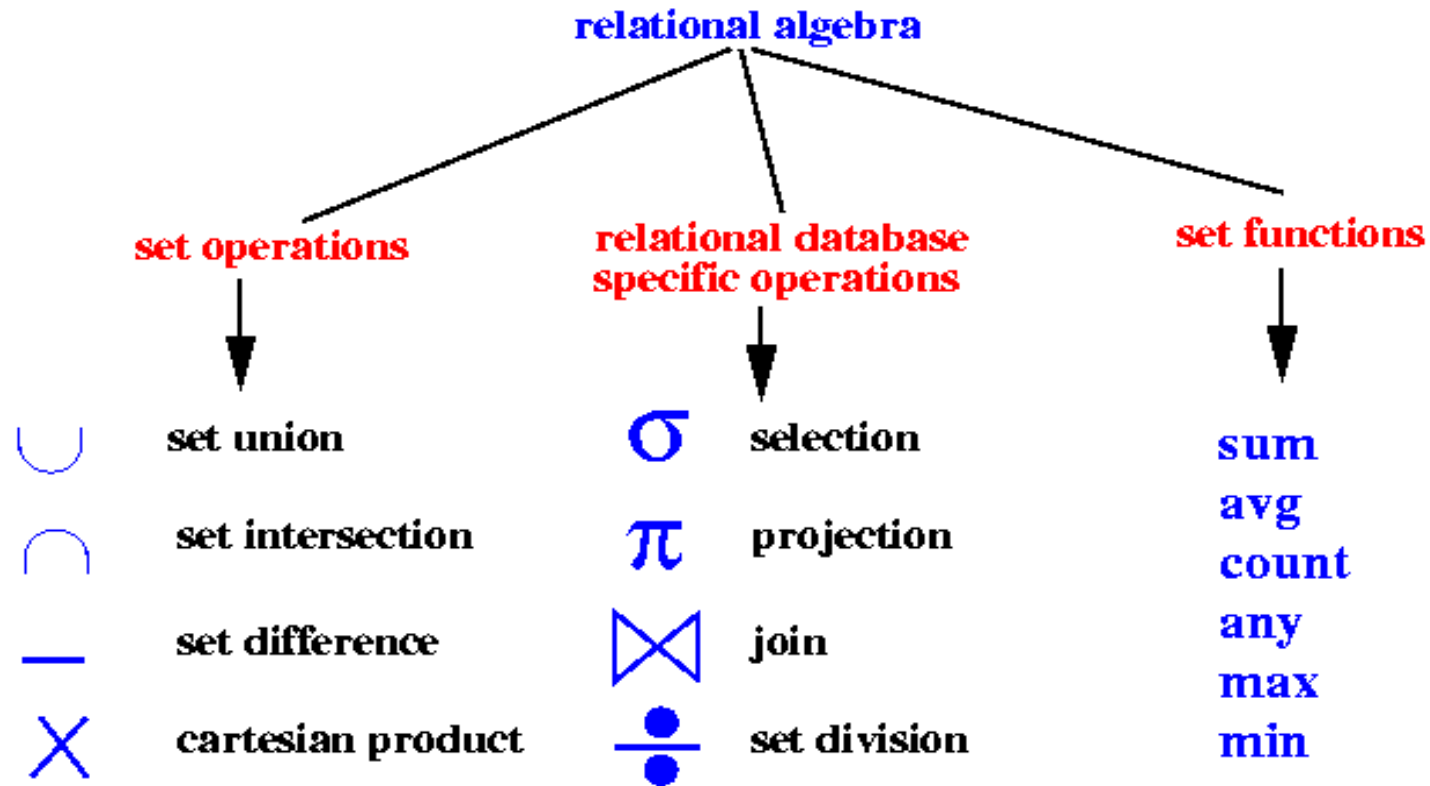 relational algebra
set operations
relational database
specific operations
set functions
∪ set union
∩ set intersection
− set difference
× cartesian product
σ selection
π projection
⋈ join
÷ set division
sum
avg
count
any
max
min